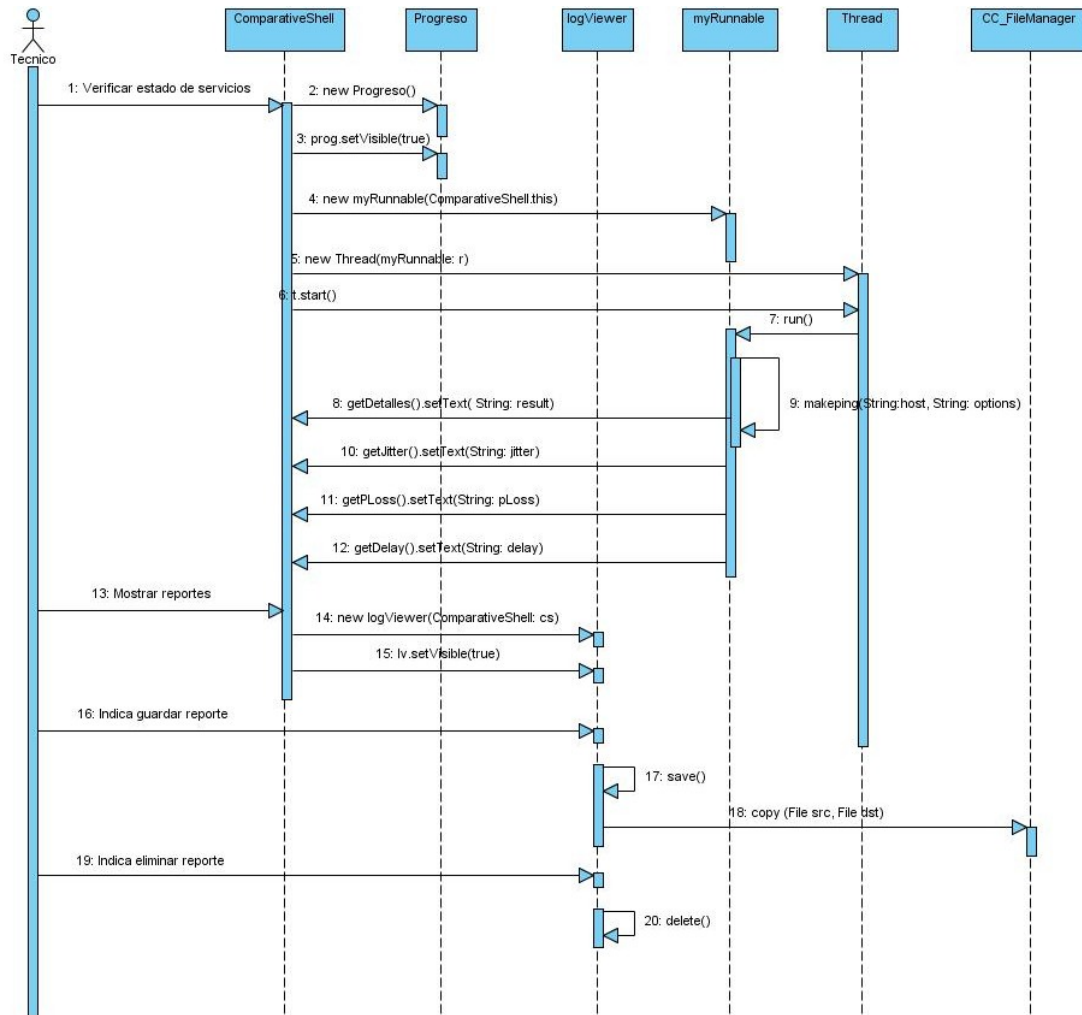 ComparativeShell
Progreso
logViewer
myRunnable
Thread
CC_FileManager
Tecnico
1: Verificar estado de servicios
2: new Progreso()
3: prog.setVisible(true)
4: new myRunnable(ComparativeShell.this)
5: new Thread(myRunnable: r)
6: t.start()
7: run()
8: getDetalles().setText( String: result)
9: makeping(String:host, String: options)
10: getJitter().setText(String: jitter)
11: getPLoss().setText(String: pLoss)
12: getDelay().setText(String: delay)
13: Mostrar reportes
14: new logViewer(ComparativeShell: cs)
15: lv.setVisible(true)
16: Indica guardar reporte
17: save()
18: copy (File src, File dst)
19: Indica eliminar reporte
20: delete()